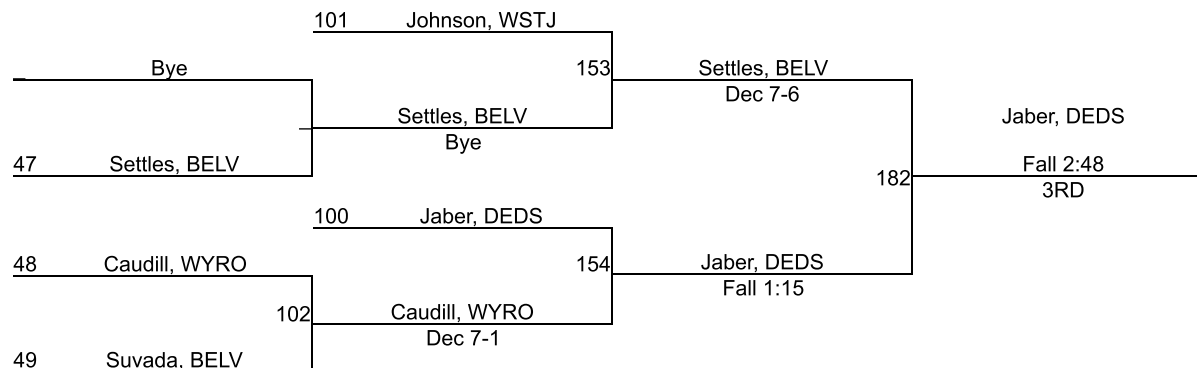 101 Johnson, WSTJ
Bye
153
Settles, BELV
Dec 7-6
Settles, BELV
Bye
47 Settles, BELV
Jaber, DEDS
Fall 2:48
3RD
182
100 Jaber, DEDS
48 Caudill, WYRO
154
Jaber, DEDS
Fall 1:15
102
Caudill, WYRO
Dec 7-1
49 Suvada, BELV